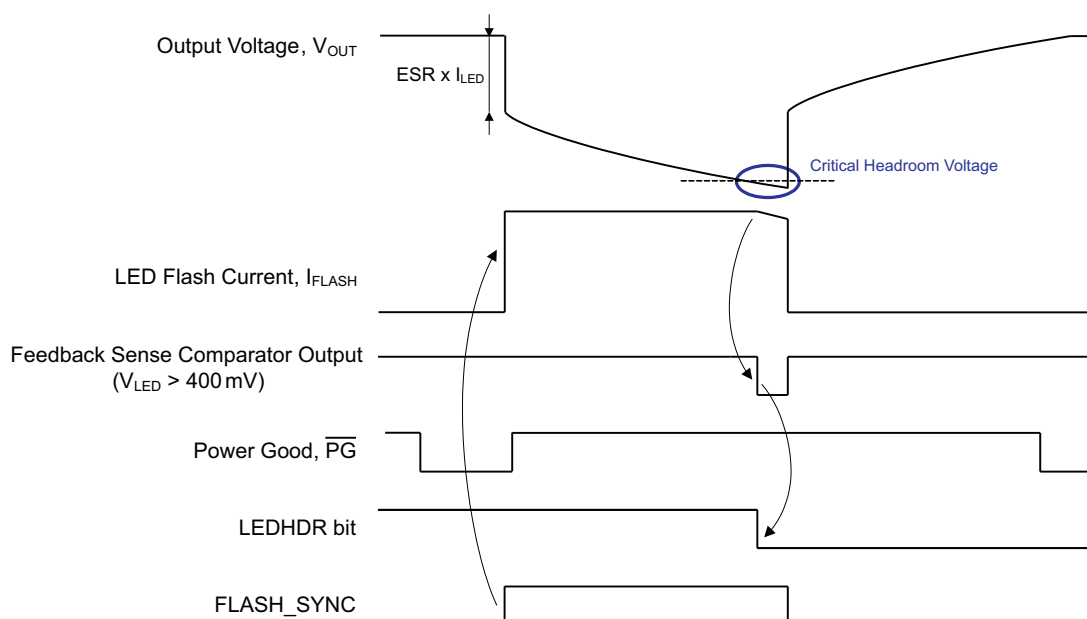 Output Voltage, VOUT
ESR x ILED
Critical Headroom Voltage
LED Flash Current, IFLASH
Feedback Sense Comparator Output
(VLED > 400 mV)
Power Good, P̅G̅
LEDHDR bit
FLASH_SYNC